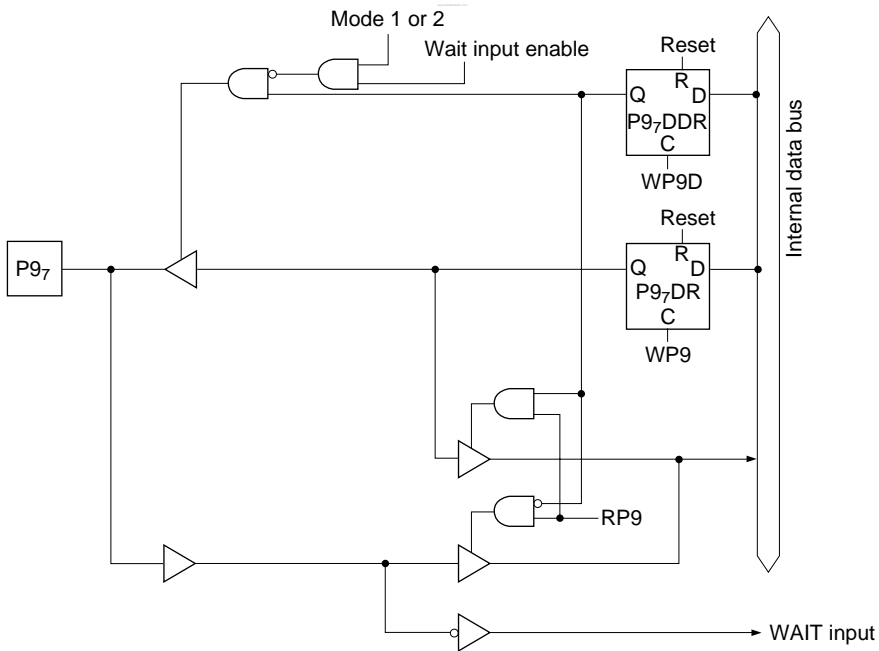 Mode 1 or 2
Wait input enable
Reset
R
Q
D
P9₇DDR
C
WP9D
Internal data bus
Reset
R
Q
D
P9₇DR
C
WP9
P9₇
RP9
WAIT input